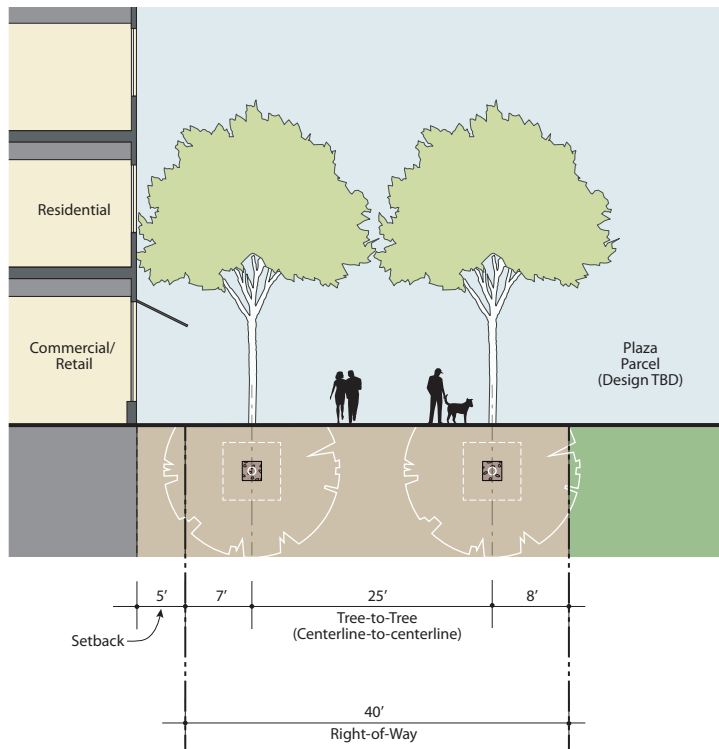 Residential
Commercial/
Retail
Plaza
Parcel
(Design TBD)
5’ 7’ 25’ 8’
Tree-to-Tree
(Centerline-to-centerline)
Setback
40’
Right-of-Way